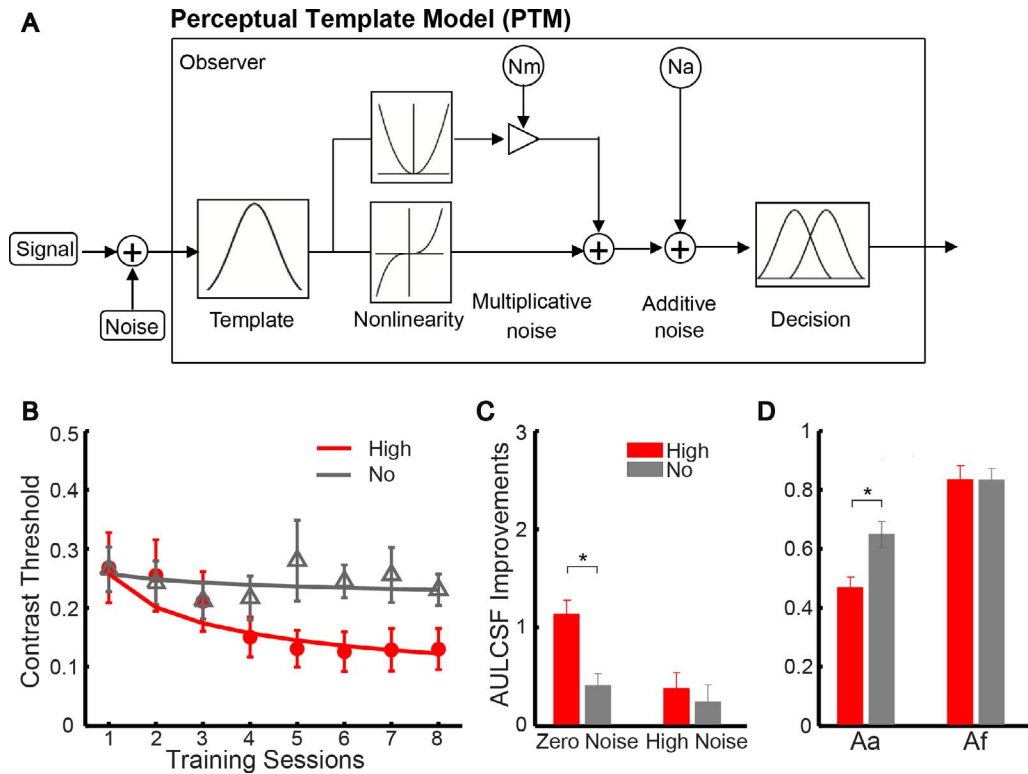 A
Perceptual Template Model (PTM)
Observer
Nm
Na
Signal
+
Noise
Template
Nonlinearity
+
Multiplicative
noise
+
Additive
noise
Decision
B
Contrast Threshold
0.5
0.4
0.3
0.2
0.1
0
High
No
1 2 3 4 5 6 7 8
Training Sessions
C
AULCSF Improvements
3
2
1
0
High
No
*
Zero Noise High Noise
D
1
0.8
0.6
0.4
0.2
0
*
Aa Af